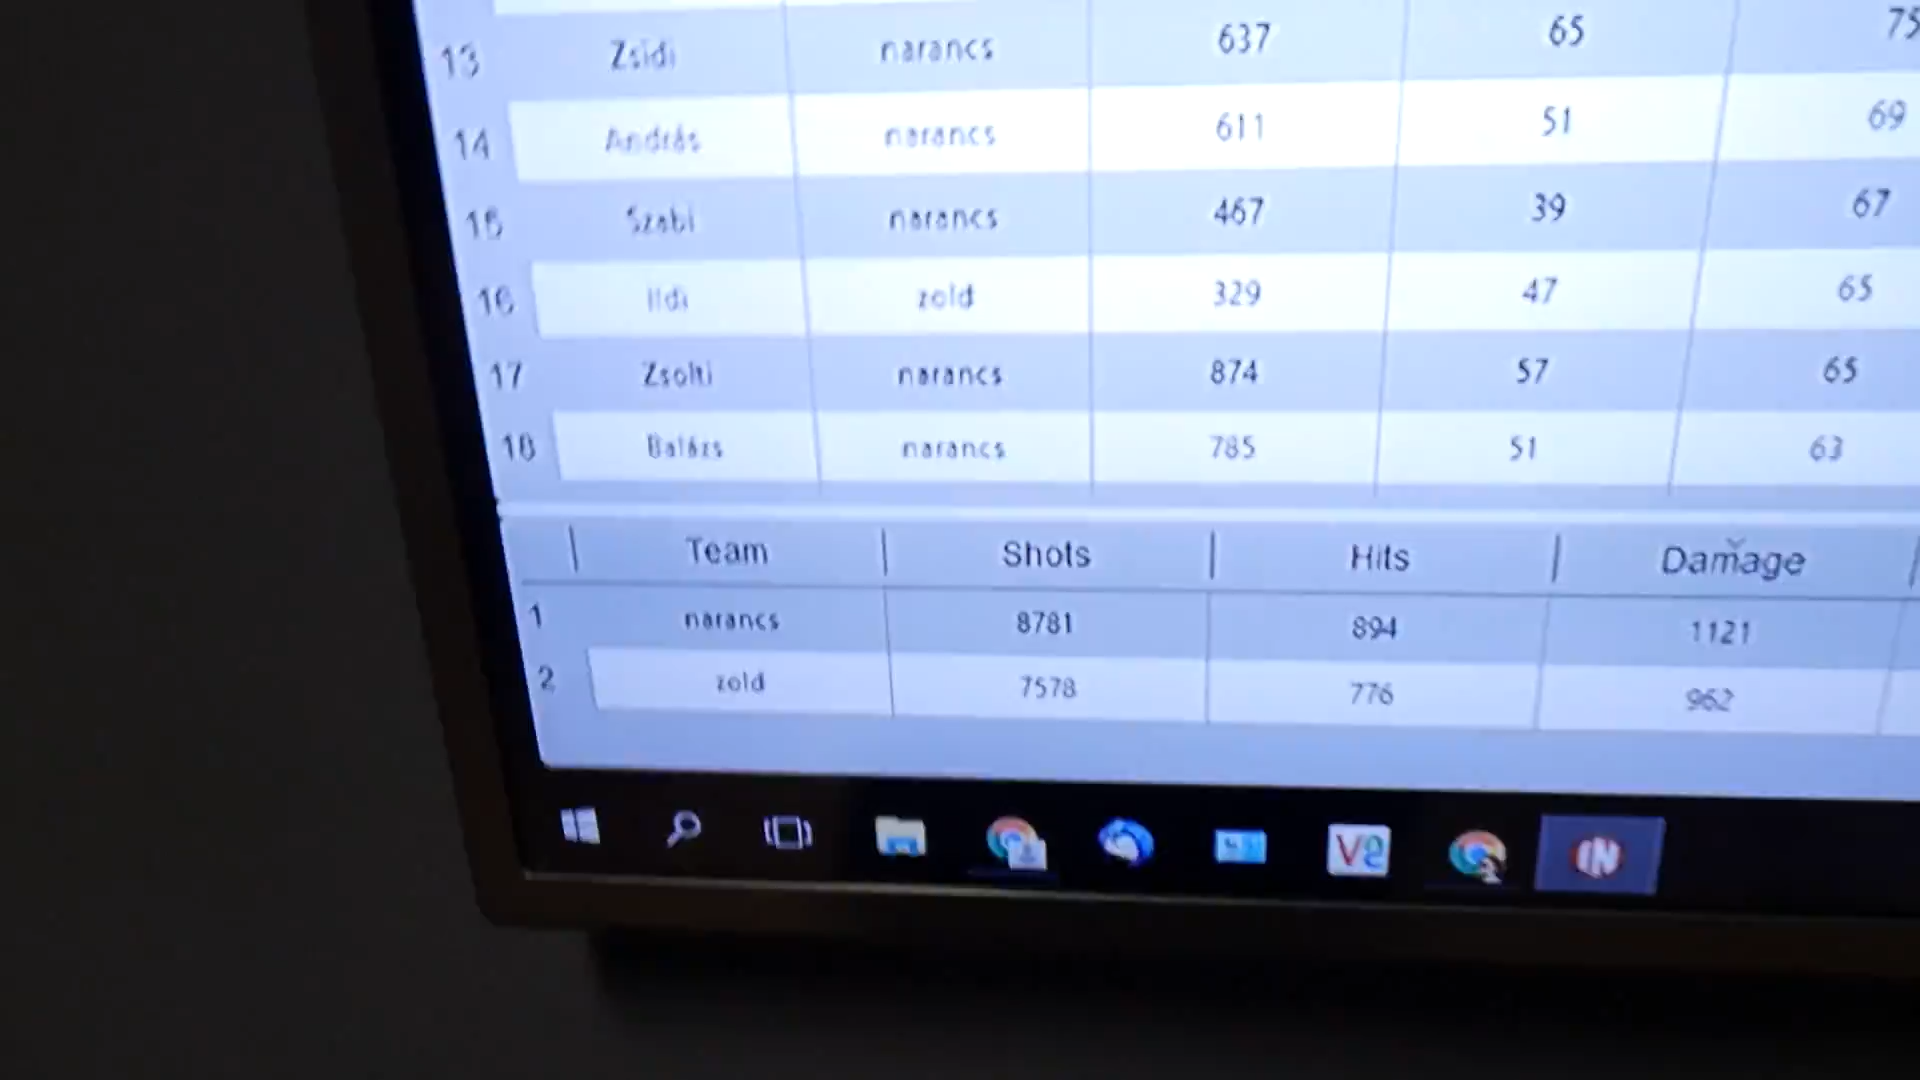 13 Zsidi narancs 637 65 75
14 András narancs 611 51 69
15 Szabi narancs 467 39 67
16 Ildi zold 329 47 65
17 Zsolti narancs 874 57 65
18 Balázs narancs 785 51 63
Team Shots Hits Damage
1 narancs 8781 894 1121
2 zold 7578 776 962